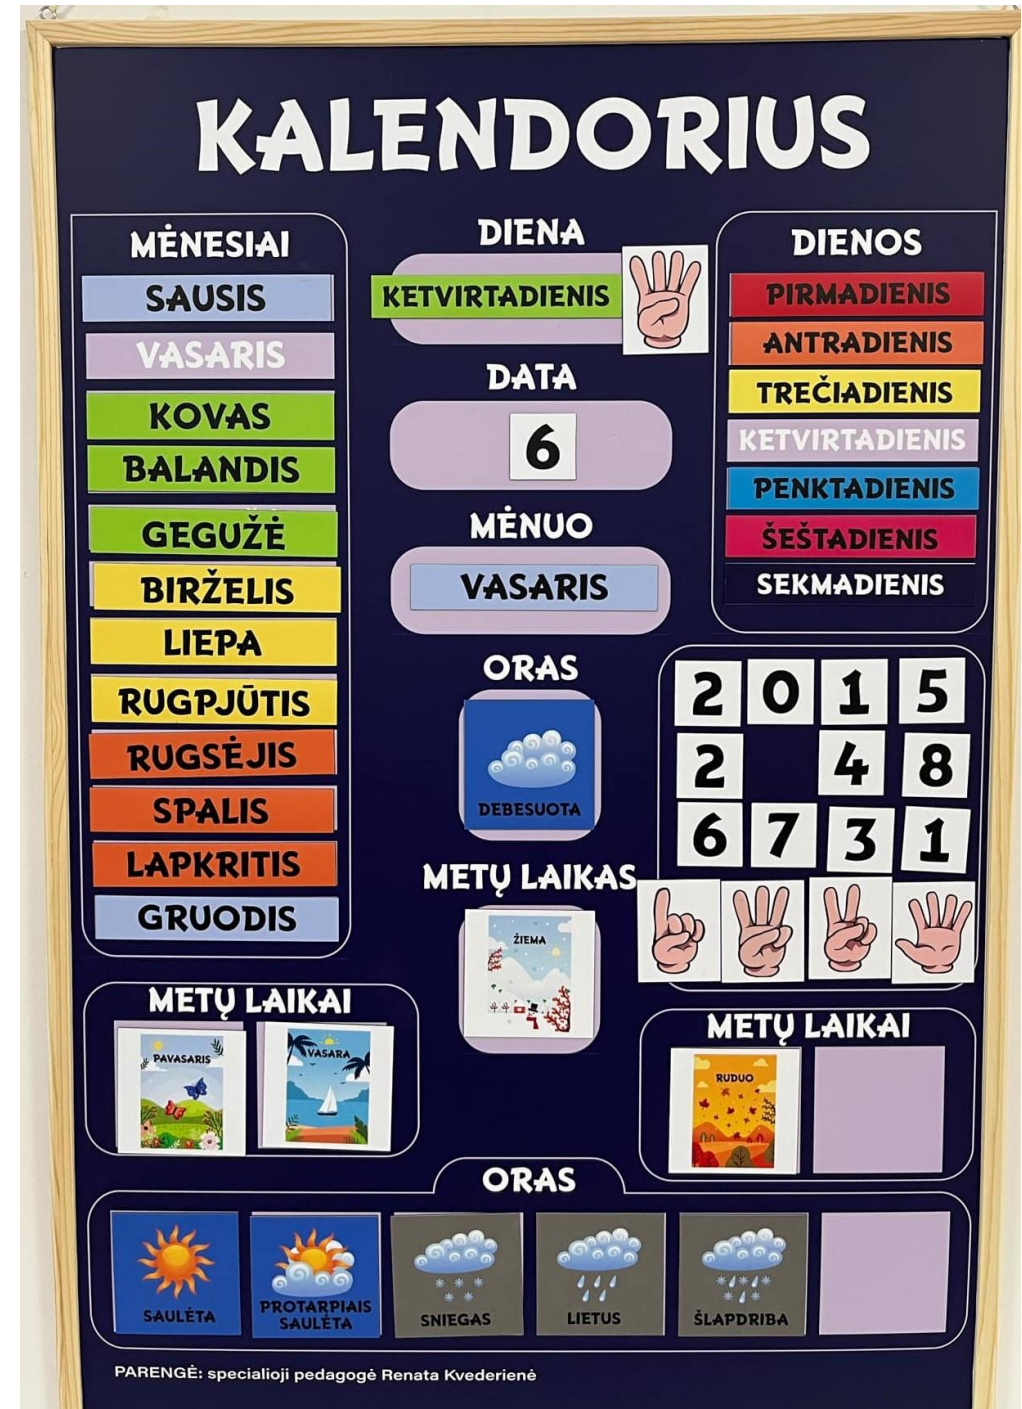 KALENDORIUS
MĖNESIAI
SAUSIS
VASARIS
KOVAS
BALANDIS
GEGUŽĖ
BIRŽELIS
LIEPA
RUGPJŪTIS
RUGSĖJIS
SPALIS
LAPKRITIS
GRUODIS
DIENA
KETVIRTADIENIS
DATA
6
MĖNUO
VASARIS
ORAS
DEBESUOTA
METŲ LAIKAS
ŽIEMA
DIENOS
PIRMADIENIS
ANTRADIENIS
TREČIADIENIS
KETVIRTADIENIS
PENKTADIENIS
ŠEŠTADIENIS
SEKMADIENIS
2 0 1 5
2 4 8
6 7 3 1
METŲ LAIKAI
PAVASARIS
VASARA
METŲ LAIKAI
RUDUO
ORAS
SAULĖTA
PROTARPIAIS
SAULĖTA
SNIEGAS
LIETUS
ŠLAPDRIBA
PARENGĖ: specialioji pedagogė Renata Kvederienė